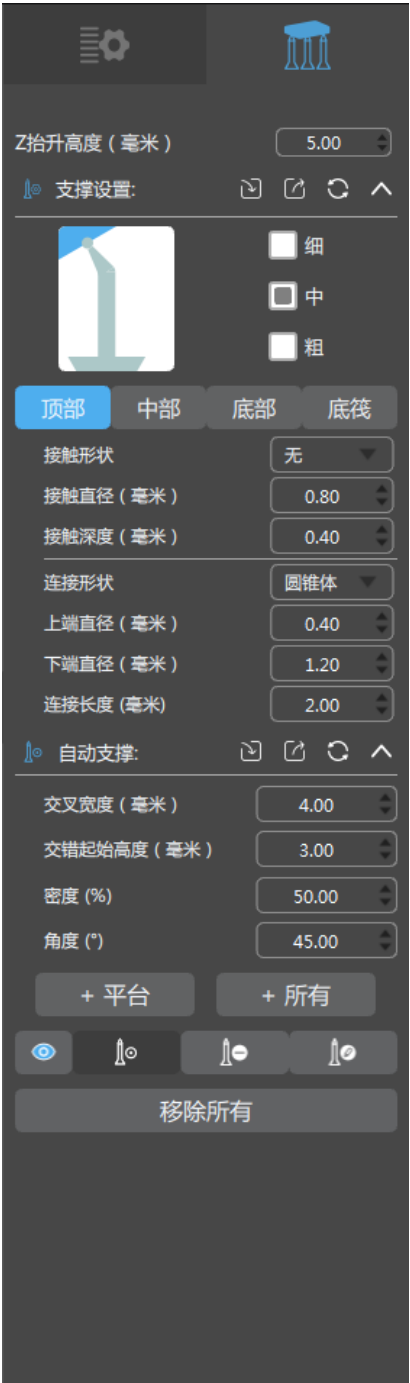 Z抬升高度（毫米） 5.00
支撑设置:
细
中
粗
顶部 中部 底部 底筏
接触形状 无
接触直径（毫米） 0.80
接触深度（毫米） 0.40
连接形状 圆锥体
上端直径（毫米） 0.40
下端直径（毫米） 1.20
连接长度 (毫米) 2.00
自动支撑:
交叉宽度（毫米） 4.00
交错起始高度（毫米） 3.00
密度 (%) 50.00
角度 (°) 45.00
+ 平台 + 所有
移除所有